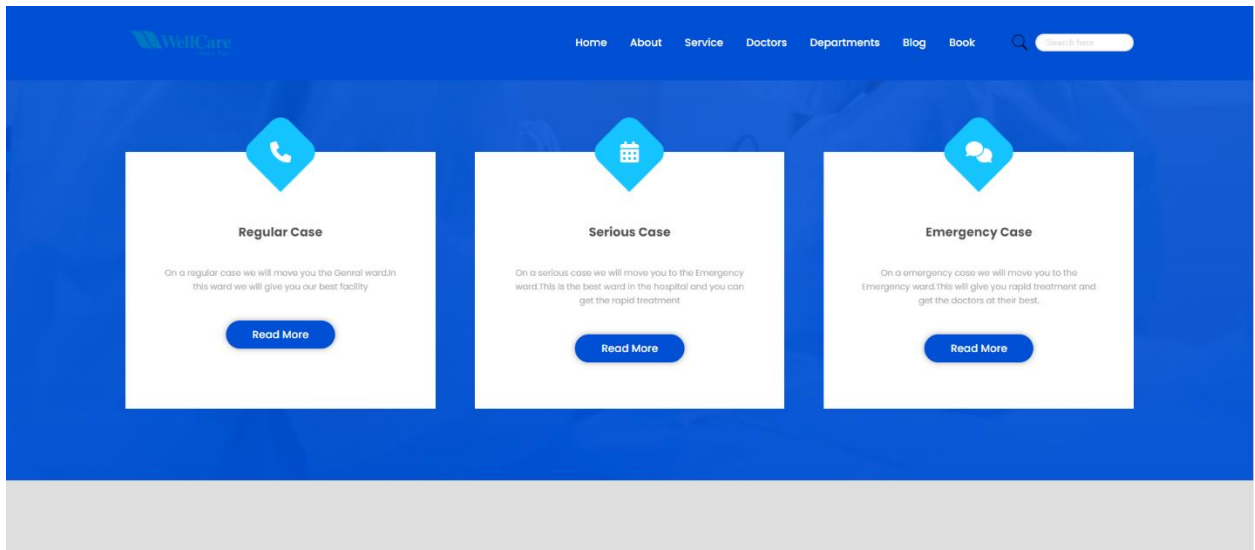 WellCare
Home About Service Doctors Departments Blog Book Search here
Regular Case
On a regular case we will move you the Genral ward.In
this ward we will give you our best facility
Read More
Serious Case
On a serious case we will move you to the Emergency
ward.This is the best ward in the hospital and you can
get the rapid treatment
Read More
Emergency Case
On a emergency case we will move you to the
Emergency ward.This will give you rapid treatment and
get the doctors at their best.
Read More